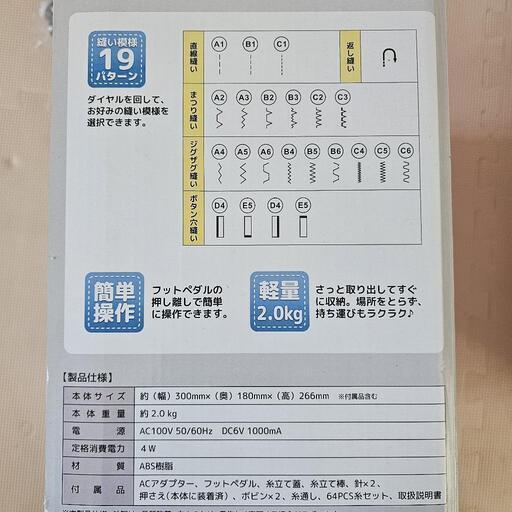 縫い模様
19
パターン
ダイヤルを回して、
お好みの縫い模様を
選択できます。
直線縫い
A1 B1 C1
返し縫い
まつり縫い
A2 A3 B2 B3 C2 C3
ジグザグ縫い
A4 A5 A6 B4 B5 B6 C4 C5 C6
ボタン穴縫い
D4 E5 D4 E5
簡単
操作
フットペダルの
押し離しで簡単
に操作できます。
軽量
2.0kg
さっと取り出してすぐ
に収納。場所をとらず、
持ち運びもラクラク♪
【製品仕様】
本体サイズ 約（幅）300mm×（奥）180mm×（高）266mm ※付属品含む
本体重量 約2.0kg
電源 AC100V 50/60Hz DC6V 1000mA
定格消費電力 4W
材質 ABS樹脂
付属品 ACアダプター、フットペダル、糸立て蓋、糸立て棒、針×2、
押さえ(本体に装着済)、ボビン×2、糸通し、64PCS糸セット、取扱説明書